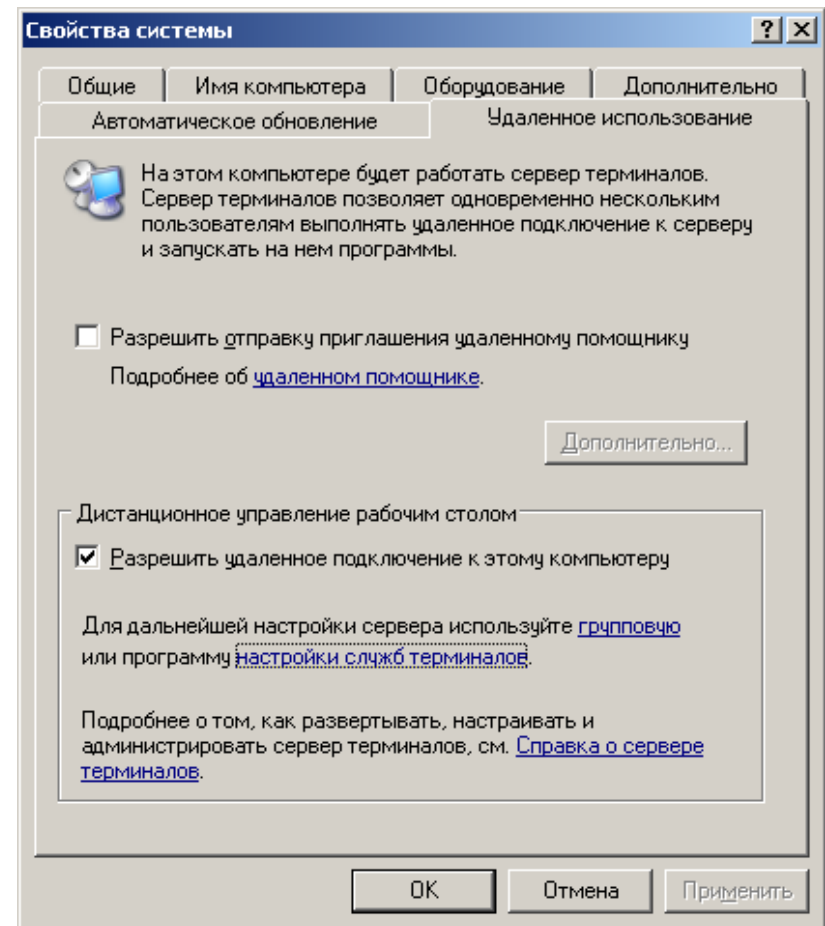 Свойства системы
Общие
Имя компьютера
Оборудование
Дополнительно
Автоматическое обновление
Удаленное использование
На этом компьютере будет работать сервер терминалов.
Сервер терминалов позволяет одновременно нескольким
пользователям выполнять удаленное подключение к серверу
и запускать на нем программы.
Разрешить отправку приглашения удаленному помощнику
Подробнее об удаленном помощнике.
Дополнительно...
Дистанционное управление рабочим столом
Разрешить удаленное подключение к этому компьютеру
Для дальнейшей настройки сервера используйте групповую
или программу настройки служб терминалов.
Подробнее о том, как развертывать, настраивать и
администрировать сервер терминалов, см. Справка о сервере
терминалов.
OK
Отмена
Применить